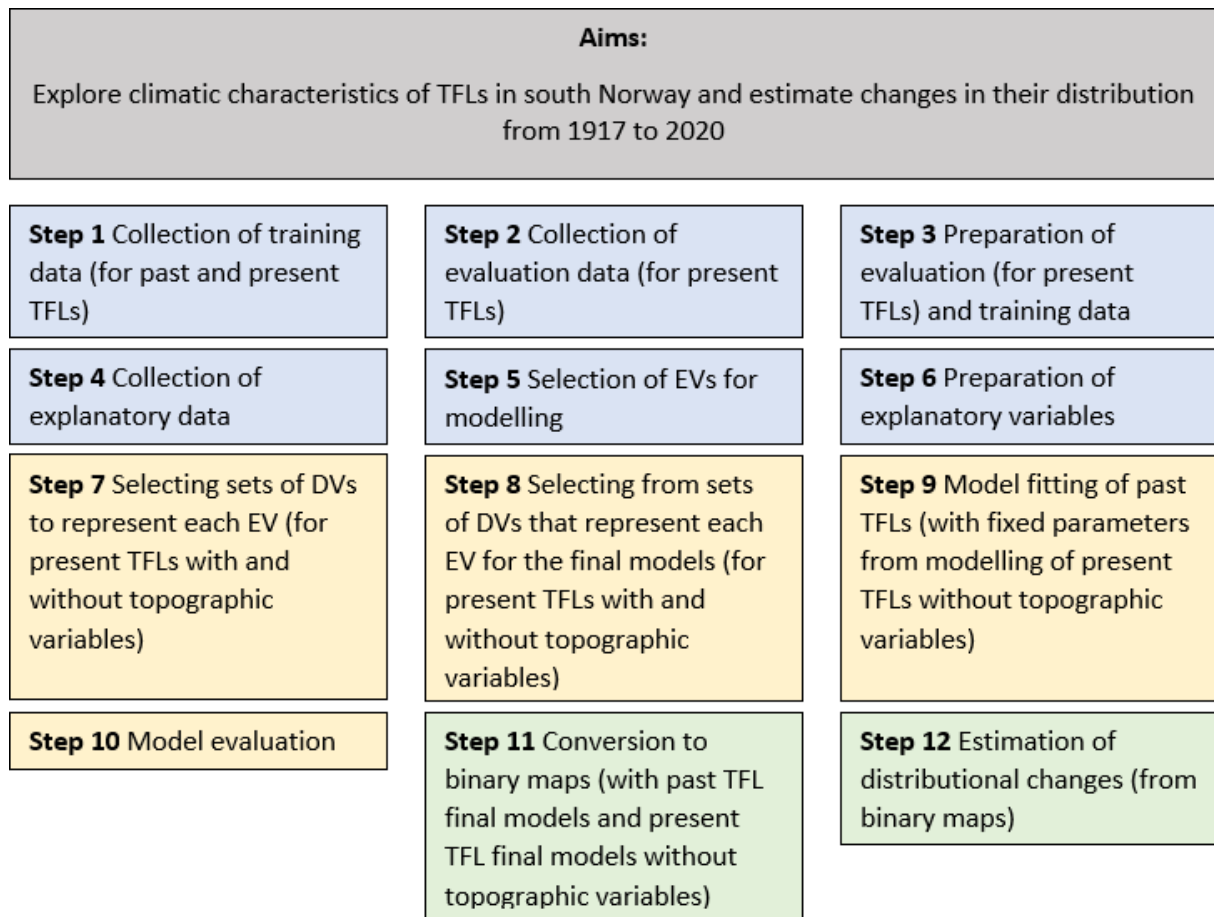 Aims:
Explore climatic characteristics of TFLs in south Norway and estimate changes in their distribution
from 1917 to 2020
Step 1 Collection of training
data (for past and present
TFLs)
Step 2 Collection of
evaluation data (for present
TFLs)
Step 3 Preparation of
evaluation (for present
TFLs) and training data
Step 4 Collection of
explanatory data
Step 5 Selection of EVs for
modelling
Step 6 Preparation of
explanatory variables
Step 7 Selecting sets of DVs
to represent each EV (for
present TFLs with and
without topographic
variables)
Step 8 Selecting from sets
of DVs that represent each
EV for the final models (for
present TFLs with and
without topographic
variables)
Step 9 Model fitting of past
TFLs (with fixed parameters
from modelling of present
TFLs without topographic
variables)
Step 10 Model evaluation
Step 11 Conversion to
binary maps (with past TFL
final models and present
TFL final models without
topographic variables)
Step 12 Estimation of
distributional changes (from
binary maps)